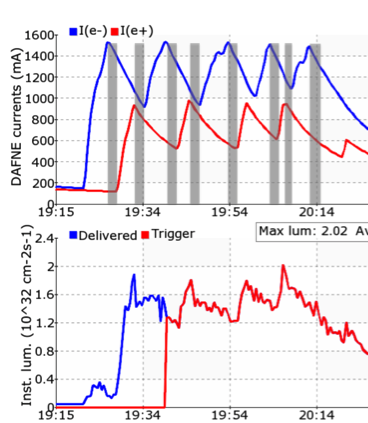 I(e-) I(e+)
DAFNE currents (mA)
1600
1400
1200
1000
800
600
400
200
0
19:15 19:34 19:54 20:14
Delivered Trigger
Max lum: 2.02 Av
Inst. lum. (10^32 cm-2s-1)
2.4
2
1.6
1.2
0.8
0.4
0
19:15 19:34 19:54 20:14